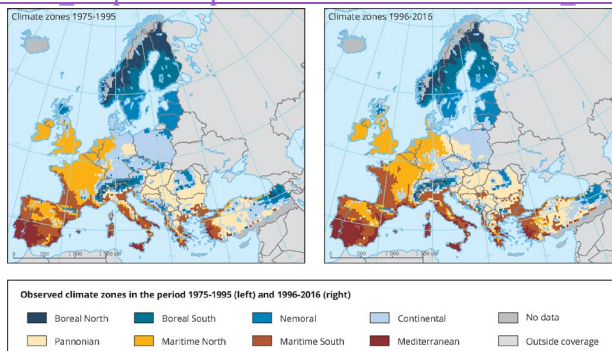 Climate zones 1975-1995
Climate zones 1996-2016
Observed climate zones in the period 1975-1995 (left) and 1996-2016 (right)
Boreal North
Boreal South
Nemoral
Continental
No data
Pannonian
Maritime North
Maritime South
Mediterranean
Outside coverage